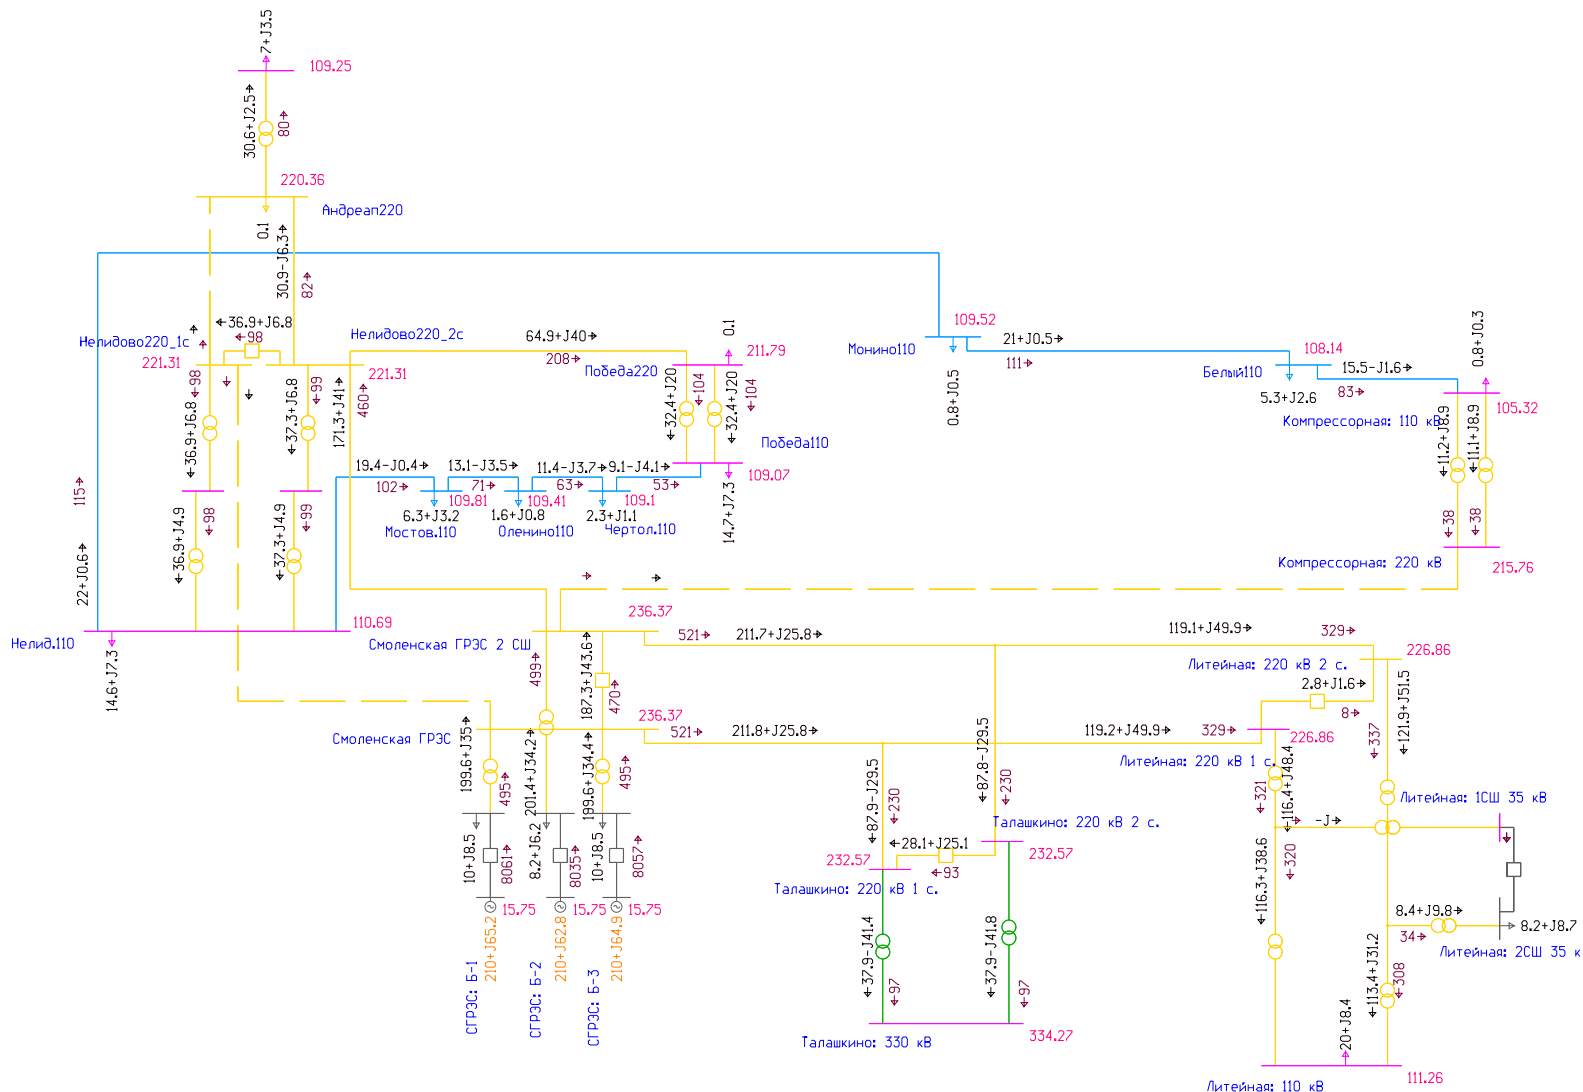 7+J3.5
109.25
30.6+J2.5
80
220.36
Андреап220
0.1
30.9-J6.3
82
36.9+J6.8
98
Нелидово220_1с
221.31
Нелидово220_2с
221.31
64.9+J40
208
0.1
211.79
Победа220
98
36.9+J6.8
99
37.3+J6.8
171.3+J41
460
104
32.4+J20
104
32.4+J20
Победа110
109.07
14.7+J7.3
109.52
Монино110
0.8+J0.5
21+J0.5
111
108.14
Белый110
5.3+J2.6
15.5-J1.6
83
0.8+J0.3
105.32
Компрессорная: 110 кВ
11.2+J8.9
11.1+J8.9
38
38
Компрессорная: 220 кВ
215.76
19.4-J0.4
102
13.1-J3.5
71
11.4-J3.7
63
9.1-J4.1
53
109.81
109.41
109.1
6.3+J3.2
1.6+J0.8
2.3+J1.1
Мостов.110
Оленино110
Чертол.110
115
22+J0.6
98
36.9+J4.9
99
37.3+J4.9
110.69
Нелид.110
14.6+J7.3
236.37
Смоленская ГРЭС 2 СШ
521
211.7+J25.8
119.1+J49.9
329
226.86
Литейная: 220 кВ 2 с.
499
187.3+J43.6
470
2.8+J1.6
8
121.9+J51.5
337
236.37
Смоленская ГРЭС
521
211.8+J25.8
119.2+J49.9
329
226.86
Литейная: 220 кВ 1 с.
199.6+J35
495
201.4+J34.2
199.6+J34.4
495
87.9-J29.5
230
87.8-J29.5
230
321
116.4+J48.4
Литейная: 1СШ 35 кВ
-J
320
116.3+J38.6
Талашкино: 220 кВ 2 с.
28.1+J25.1
93
232.57
232.57
Талашкино: 220 кВ 1 с.
10+J8.5
8061
8.2+J6.2
8035
10+J8.5
8057
15.75
15.75
15.75
210+J65.2
210+J62.8
210+J64.9
СГРЭС: Б-1
СГРЭС: Б-2
СГРЭС: Б-3
37.9-J41.4
97
37.9-J41.8
97
334.27
Талашкино: 330 кВ
8.4+J9.8
34
8.2+J8.7
Литейная: 2СШ 35 к
113.4+J31.2
308
20+J8.4
111.26
Литейная: 110 кВ